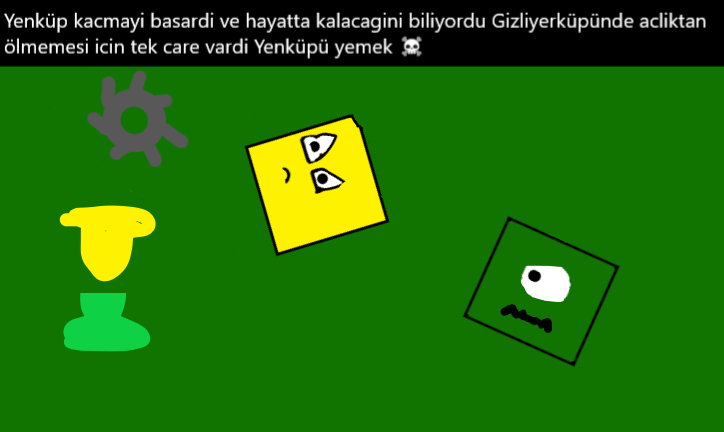 Yenküp kacmayi basardi ve hayatta kalacagini biliyordu Gizliyerküpünde acliktan
ölmemesi icin tek care vardi Yenküpü yemek ☠️